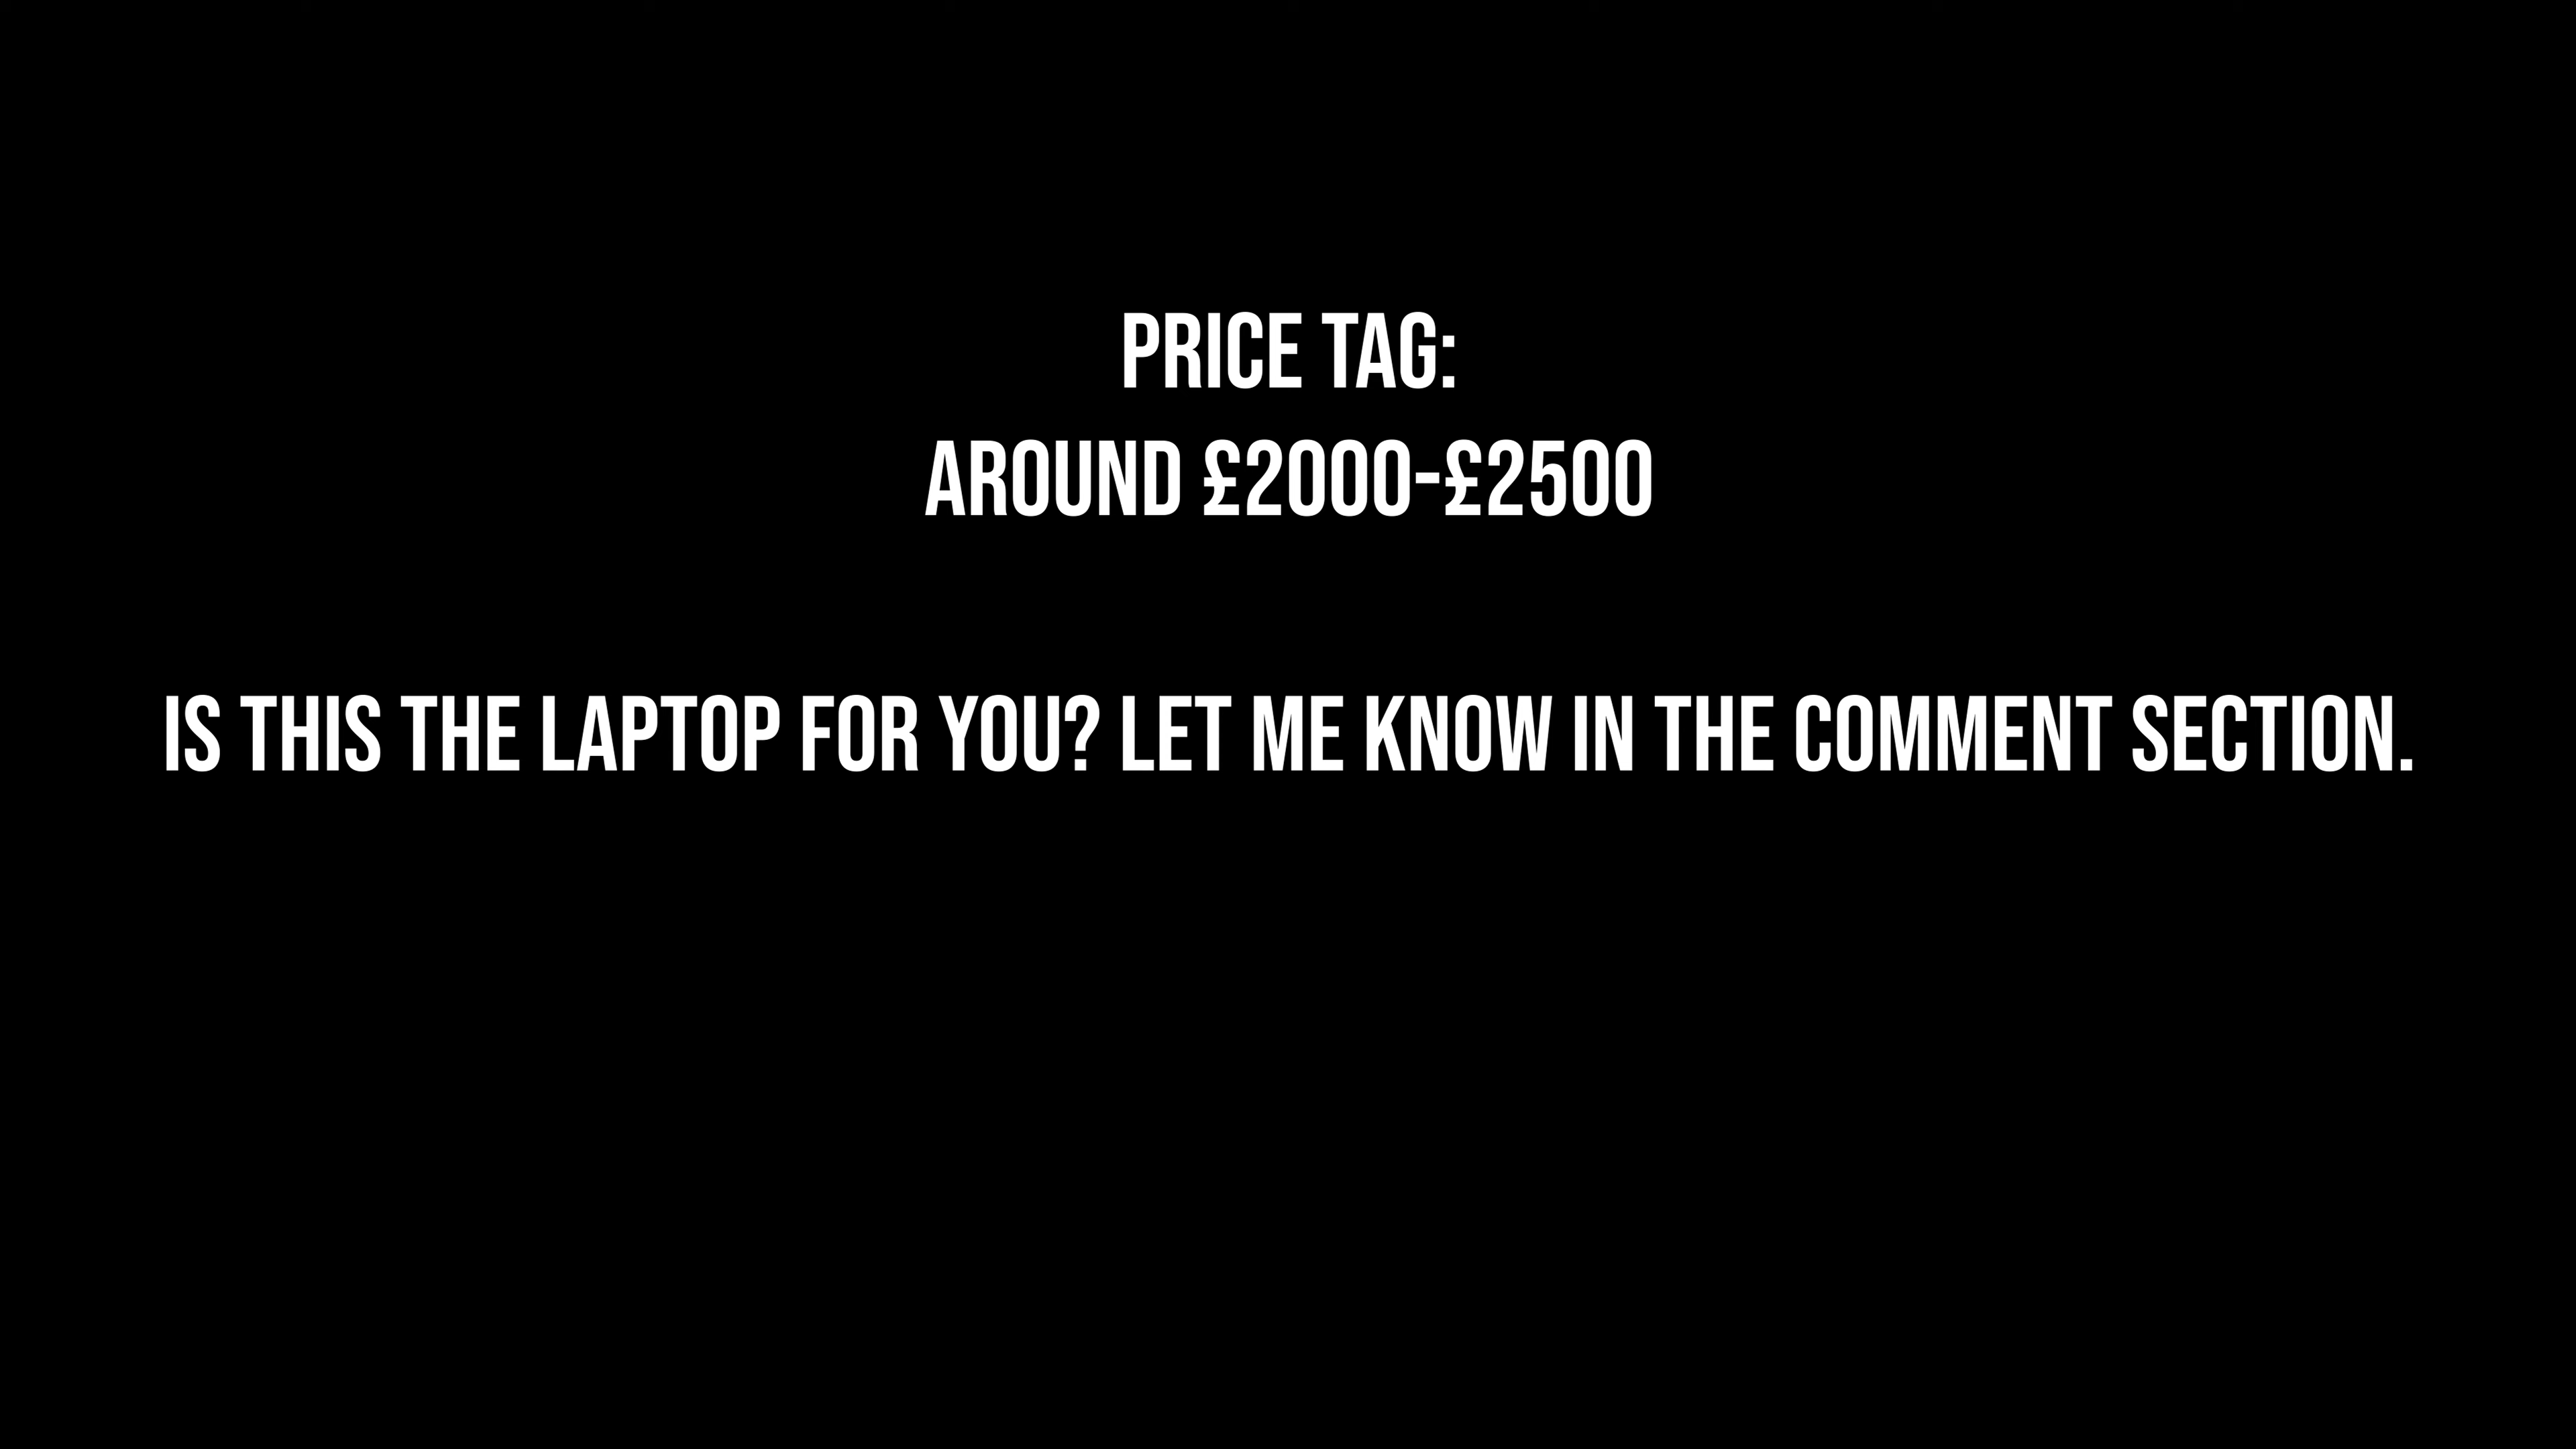 PRICE TAG:
AROUND £2000-£2500
IS THIS THE LAPTOP FOR YOU? LET ME KNOW IN THE COMMENT SECTION.